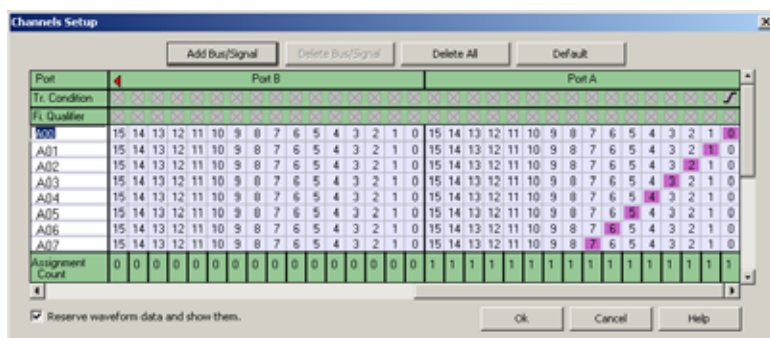 Channels Setup
Add Bus/Signal Delete Bus/Signal Delete All Default
Port Port B Port A
Tr. Condition
Fi. Qualifier
A00 15 14 13 12 11 10 9 8 7 6 5 4 3 2 1 0 15 14 13 12 11 10 9 8 7 6 5 4 3 2 1 0
A01 15 14 13 12 11 10 9 8 7 6 5 4 3 2 1 0 15 14 13 12 11 10 9 8 7 6 5 4 3 2 1 0
A02 15 14 13 12 11 10 9 8 7 6 5 4 3 2 1 0 15 14 13 12 11 10 9 8 7 6 5 4 3 2 1 0
A03 15 14 13 12 11 10 9 8 7 6 5 4 3 2 1 0 15 14 13 12 11 10 9 8 7 6 5 4 3 2 1 0
A04 15 14 13 12 11 10 9 8 7 6 5 4 3 2 1 0 15 14 13 12 11 10 9 8 7 6 5 4 3 2 1 0
A05 15 14 13 12 11 10 9 8 7 6 5 4 3 2 1 0 15 14 13 12 11 10 9 8 7 6 5 4 3 2 1 0
A06 15 14 13 12 11 10 9 8 7 6 5 4 3 2 1 0 15 14 13 12 11 10 9 8 7 6 5 4 3 2 1 0
A07 15 14 13 12 11 10 9 8 7 6 5 4 3 2 1 0 15 14 13 12 11 10 9 8 7 6 5 4 3 2 1 0
Assignment 0 0 0 0 0 0 0 0 0 0 0 0 0 0 0 0 1 1 1 1 1 1 1 1 1 1 1 1 1 1 1 1
Count
Reserve waveform data and show them. Ok Cancel Help